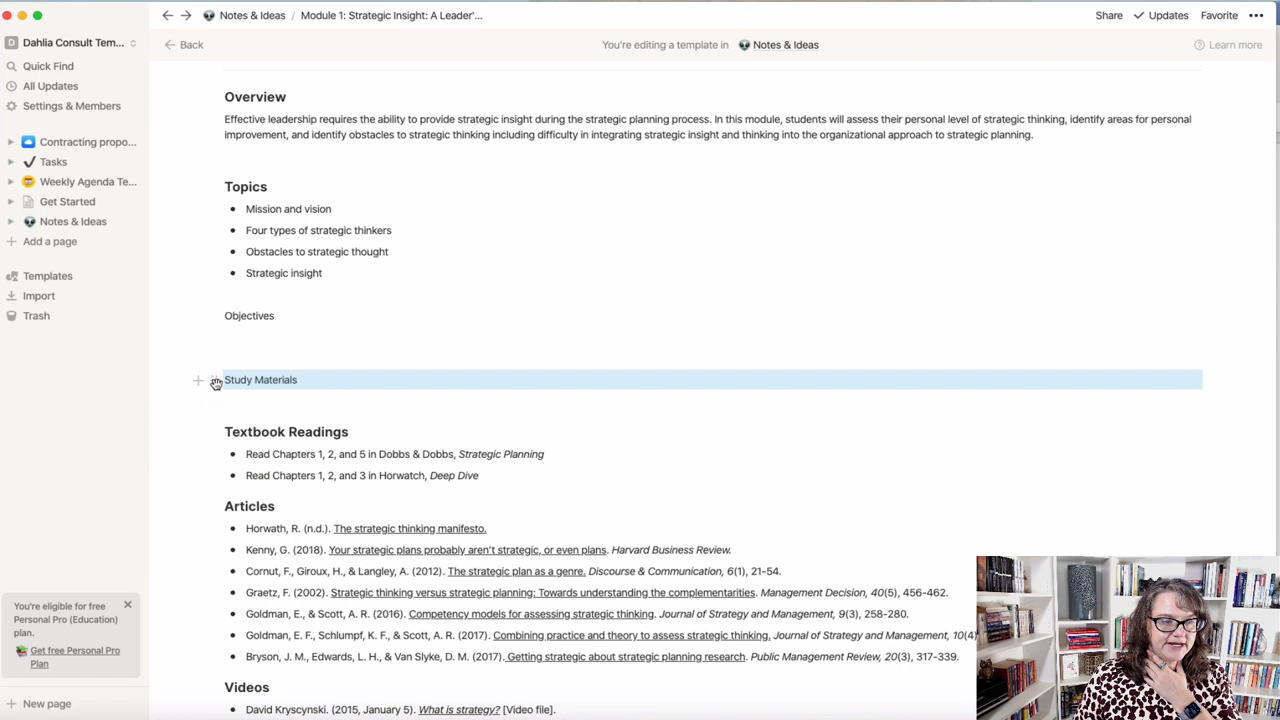 Notes & Ideas / Module 1: Strategic Insight: A Leader'...
Share Updates Favorite
D Dahlia Consult Tem...
Back
You're editing a template in Notes & Ideas
Learn more
Quick Find
All Updates
Settings & Members
Contracting propo...
Tasks
Weekly Agenda Te...
Get Started
Notes & Ideas
Add a page
Templates
Import
Trash
You're eligible for free
Personal Pro (Education)
plan.
Get free Personal Pro
Plan
New page
Overview
Effective leadership requires the ability to provide strategic insight during the strategic planning process. In this module, students will assess their personal level of strategic thinking, identify areas for personal
improvement, and identify obstacles to strategic thinking including difficulty in integrating strategic insight and thinking into the organizational approach to strategic planning.
Topics
Mission and vision
Four types of strategic thinkers
Obstacles to strategic thought
Strategic insight
Objectives
Study Materials
Textbook Readings
Read Chapters 1, 2, and 5 in Dobbs & Dobbs, Strategic Planning
Read Chapters 1, 2, and 3 in Horwatch, Deep Dive
Articles
Horwath, R. (n.d.). The strategic thinking manifesto.
Kenny, G. (2018). Your strategic plans probably aren't strategic, or even plans. Harvard Business Review.
Cornut, F., Giroux, H., & Langley, A. (2012). The strategic plan as a genre. Discourse & Communication, 6(1), 21-54.
Graetz, F. (2002). Strategic thinking versus strategic planning: Towards understanding the complementarities. Management Decision, 40(5), 456-462.
Goldman, E., & Scott, A. R. (2016). Competency models for assessing strategic thinking. Journal of Strategy and Management, 9(3), 258-280.
Goldman, E. F., Schlumpf, K. F., & Scott, A. R. (2017). Combining practice and theory to assess strategic thinking. Journal of Strategy and Management, 10(4)
Bryson, J. M., Edwards, L. H., & Van Slyke, D. M. (2017). Getting strategic about strategic planning research. Public Management Review, 20(3), 317-339.
Videos
David Kryscynski. (2015, January 5). What is strategy? [Video file].